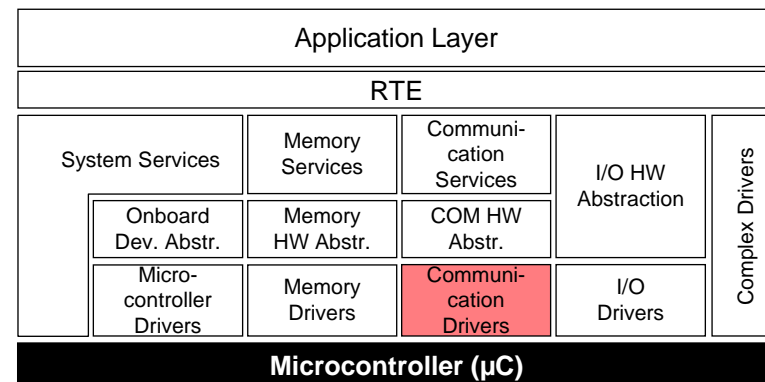 Application Layer
RTE
System Services
Memory
Services
Communi-
cation
Services
I/O HW
Abstraction
Complex Drivers
Onboard
Dev. Abstr.
Memory
HW Abstr.
COM HW
Abstr.
Micro-
controller
Drivers
Memory
Drivers
Communi-
cation
Drivers
I/O
Drivers
Microcontroller (µC)